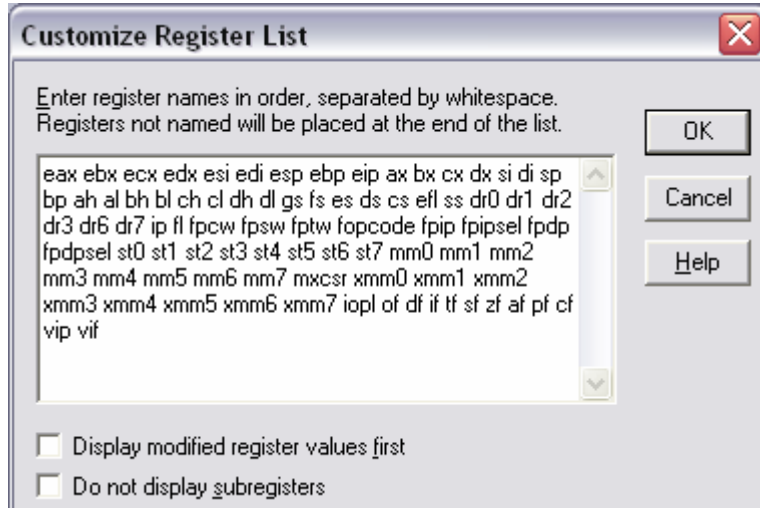 Customize Register List
Enter register names in order, separated by whitespace.
Registers not named will be placed at the end of the list.
OK
eax ebx ecx edx esi edi esp ebp eip ax bx cx dx si di sp
bp ah al bh bl ch cl dh dl gs fs es ds cs efl ss dr0 dr1 dr2
Cancel
dr3 dr6 dr7 ip fl fpcw fpsw fptw fopcode fpip fpipsel fpdp
fpdpsel st0 st1 st2 st3 st4 st5 st6 st7 mm0 mm1 mm2
Help
mm3 mm4 mm5 mm6 mm7 mxcsr xmm0 xmm1 xmm2
xmm3 xmm4 xmm5 xmm6 xmm7 iopl of df if tf sf zf af pf cf
vip vif
Display modified register values first
Do not display subregisters